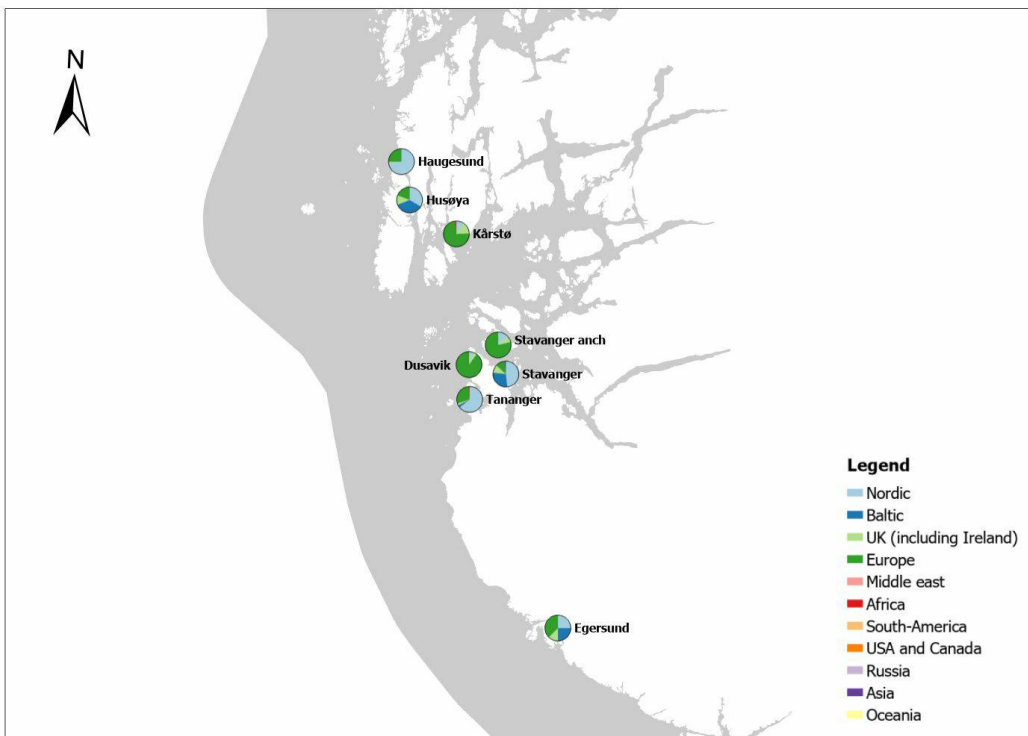 N
Haugesund
Husøya
Kårstø
Stavanger anch
Dusavik
Stavanger
Tananger
Egersund
Legend
Nordic
Baltic
UK (including Ireland)
Europe
Middle east
Africa
South-America
USA and Canada
Russia
Asia
Oceania